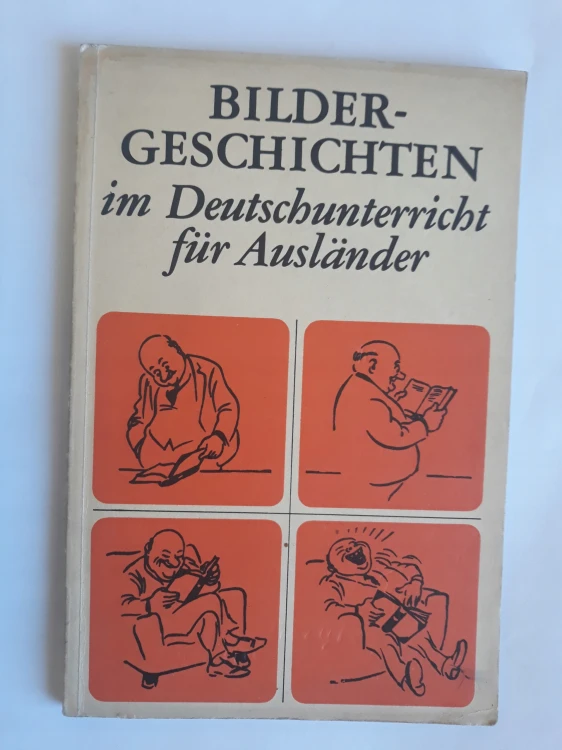 BILDER-
GESCHICHTEN
im Deutschunterricht
für Ausländer